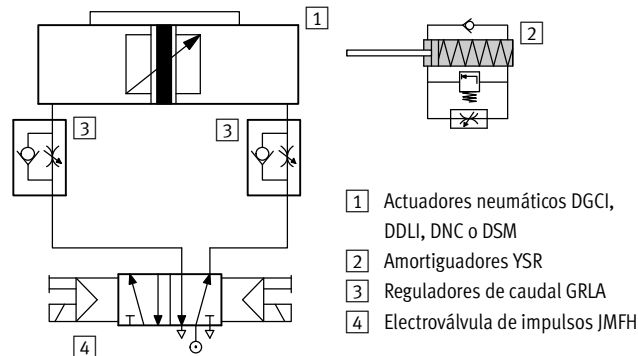 1
2
3
3
4
1 Actuadores neumáticos DGCI,
DDLI, DNC o DSM
2 Amortiguadores YSR
3 Reguladores de caudal GRLA
4 Electroválvula de impulsos JMFH